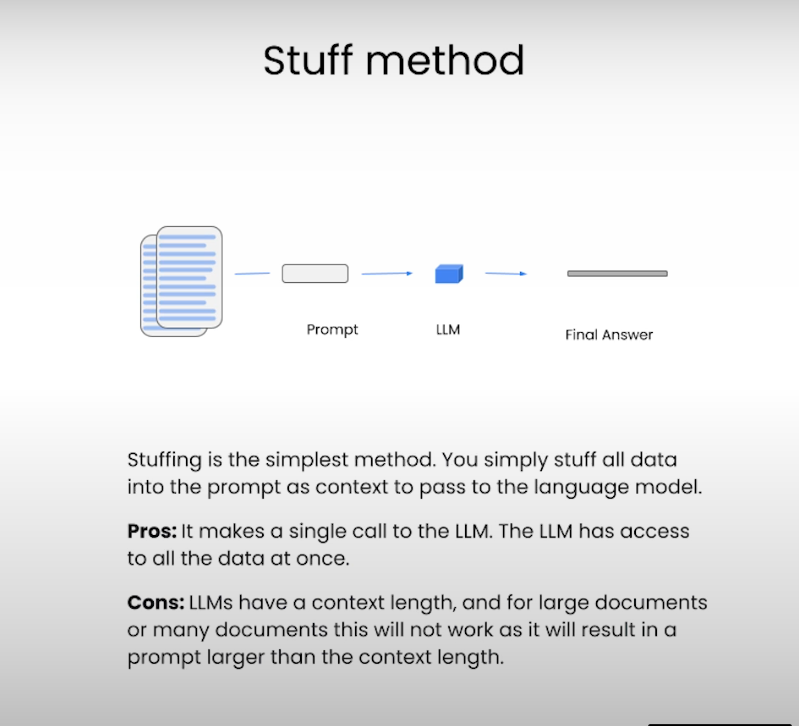 Stuff method
Prompt
LLM
Final Answer
Stuffing is the simplest method. You simply stuff all data
into the prompt as context to pass to the language model.
Pros: It makes a single call to the LLM. The LLM has access
to all the data at once.
Cons: LLMs have a context length, and for large documents
or many documents this will not work as it will result in a
prompt larger than the context length.